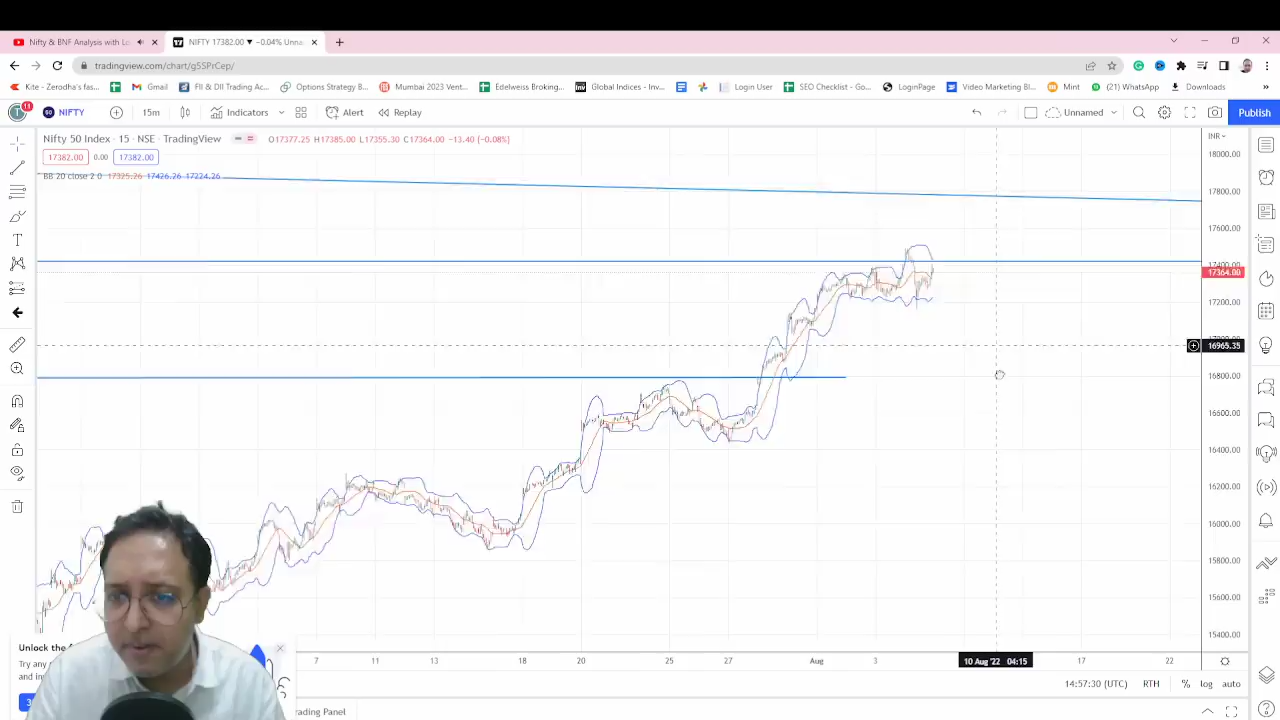 Nifty & BNF Analysis with Lo
NIFTY 17382.00 ▼ −0.04% Unna
tradingview.com/chart/g5SPrCep/
Kite - Zerodha's fas...
Gmail
FII & DII Trading Ac...
Options Strategy B...
Mumbai 2023 Vent...
Edelweiss Broking...
Global Indices - Inv...
Login User
SEO Checklist - Go...
LoginPage
Video Marketing Bl...
Mint
(21) WhatsApp
Downloads
11
NIFTY
15m
Indicators
Alert
Replay
Unnamed
Publish
Nifty 50 Index · 15 · NSE · TradingView
O17377.25 H17385.00 L17355.30 C17364.00 −13.40 (−0.08%)
INR
17382.00
0.00
17382.00
BB 20 close 2 0 17325.26 17426.26 17224.26
18000.00
17800.00
17600.00
17364.00
17200.00
16965.35
16800.00
16600.00
16400.00
16200.00
16000.00
15800.00
15600.00
15400.00
Unlock the
Try any
and in
7
11
13
18
20
25
27
Aug
3
10 Aug '22 04:15
17
22
14:57:30 (UTC)
RTH
%
log
auto
rading Panel